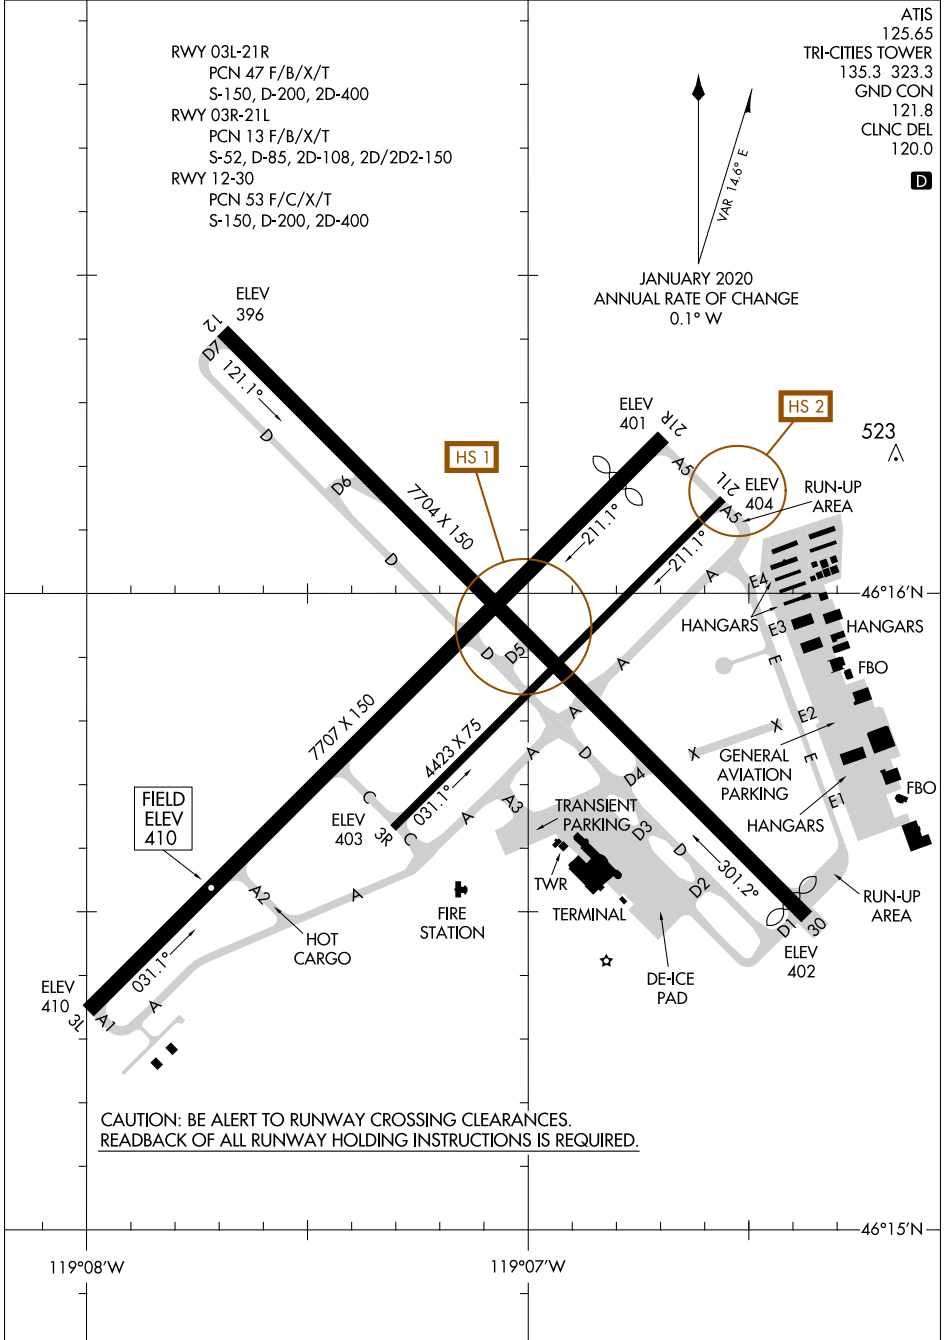 ATIS
125.65
TRI-CITIES TOWER
135.3 323.3
GND CON
121.8
CLNC DEL
120.0
D
RWY 03L-21R
PCN 47 F/B/X/T
S-150, D-200, 2D-400
RWY 03R-21L
PCN 13 F/B/X/T
S-52, D-85, 2D-108, 2D/2D2-150
RWY 12-30
PCN 53 F/C/X/T
S-150, D-200, 2D-400
VAR 14.6° E
JANUARY 2020
ANNUAL RATE OF CHANGE
0.1° W
ELEV
396
12
D7
121.1°
D
D6
7704 X 150
D
HS 1
ELEV
401
21R
A5
211.1°
HS 2
523
21L
ELEV
404
A5
RUN-UP
AREA
211.1°
A
E4
46°16'N
HANGARS
E3
HANGARS
E
FBO
D
D5
A
A
7707 X 150
4423 X 75
A
D
X
X
E2
E
GENERAL
AVIATION
PARKING
FBO
E1
HANGARS
D4
C
FIELD
ELEV
410
ELEV
403
3R
031.1°
C
A
A3
TRANSIENT
PARKING
D3
D
TWR
TERMINAL
D2
301.2°
RUN-UP
AREA
D1
30
ELEV
402
A
A2
HOT
CARGO
FIRE
STATION
DE-ICE
PAD
031.1°
ELEV
410
3L
A1
A
CAUTION: BE ALERT TO RUNWAY CROSSING CLEARANCES.
READBACK OF ALL RUNWAY HOLDING INSTRUCTIONS IS REQUIRED.
46°15'N
119°08'W
119°07'W